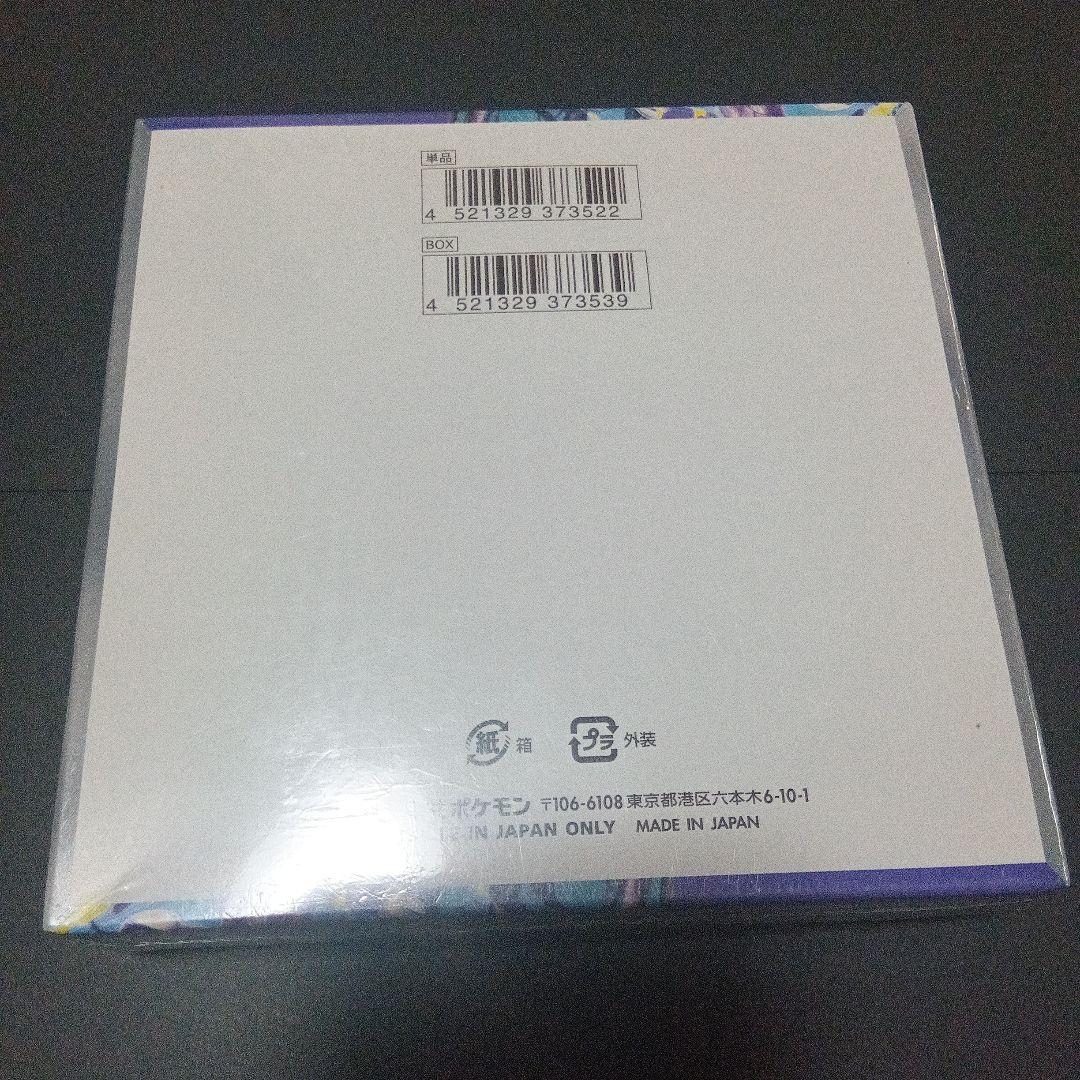 単品
4 521329 373522
BOX
4 521329 373539
紙 箱 プラ 外装
ポケモン 〒106-6108 東京都港区六本木6-10-1
IN JAPAN ONLY MADE IN JAPAN